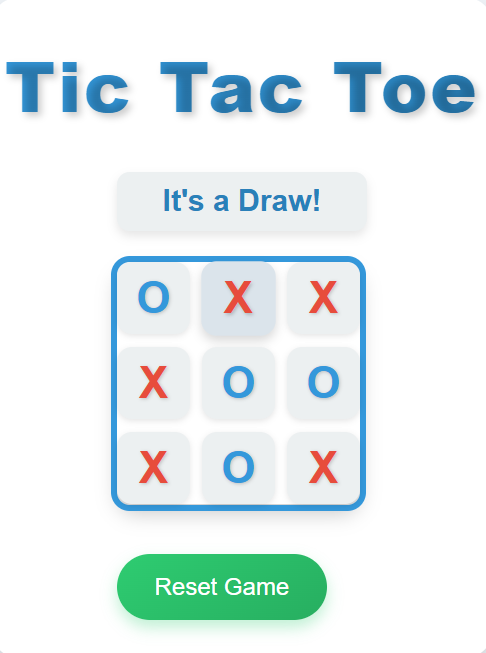 Tic Tac Toe
It's a Draw!
O X X
X O O
X O X
Reset Game